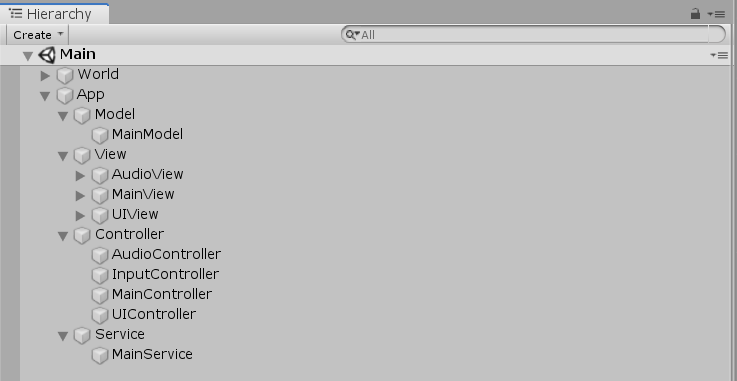 Hierarchy
Create
All
Main
World
App
Model
MainModel
View
AudioView
MainView
UIView
Controller
AudioController
InputController
MainController
UIController
Service
MainService